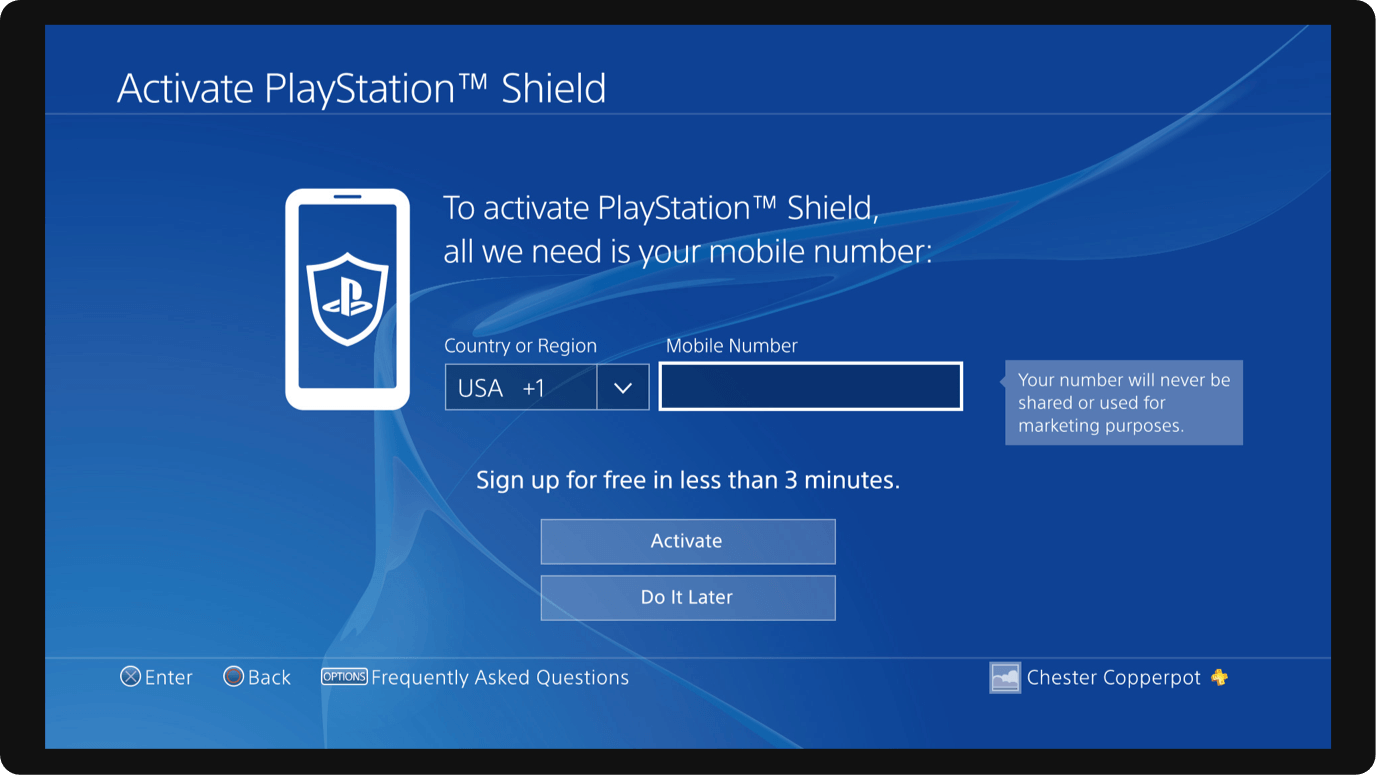 Activate PlayStation™ Shield
To activate PlayStation™ Shield,
all we need is your mobile number:
Country or Region
Mobile Number
USA +1
Your number will never be
shared or used for
marketing purposes.
Sign up for free in less than 3 minutes.
Activate
Do It Later
Enter
Back
OPTIONS Frequently Asked Questions
Chester Copperpot